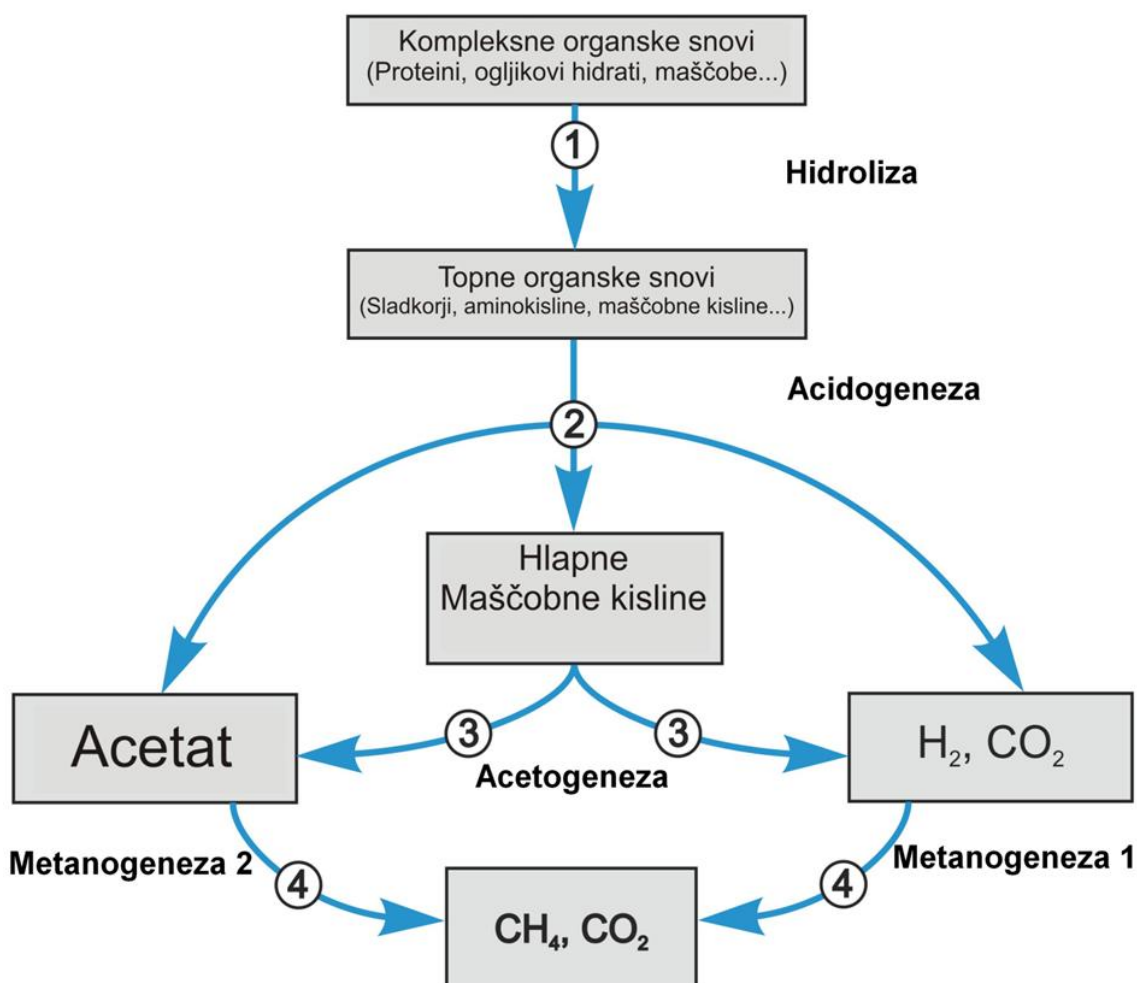 Kompleksne organske snovi
(Proteini, ogljikovi hidrati, maščobe...)
1
Hidroliza
Topne organske snovi
(Sladkorji, aminokisline, maščobne kisline...)
Acidogeneza
2
Hlapne
Maščobne kisline
3
3
Acetat
H₂, CO₂
Acetogeneza
Metanogeneza 2
Metanogeneza 1
4
4
CH₄, CO₂